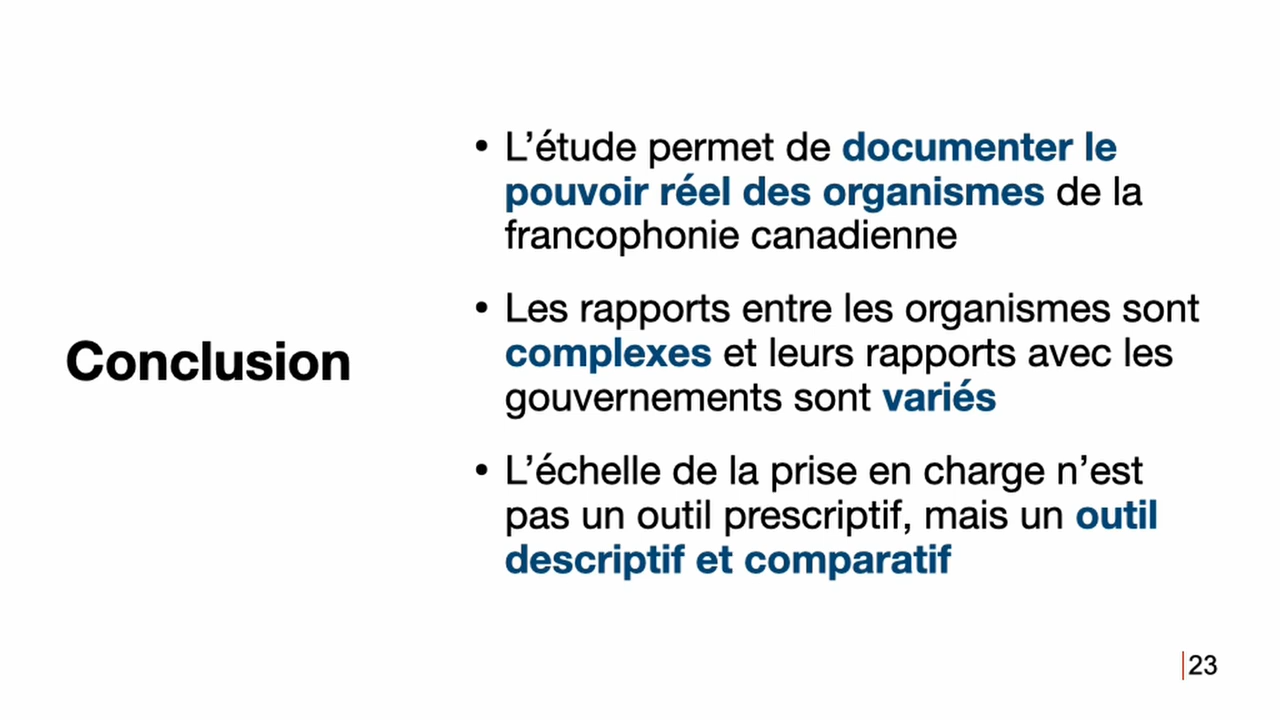 Conclusion
• L’étude permet de documenter le
pouvoir réel des organismes de la
francophonie canadienne
• Les rapports entre les organismes sont
complexes et leurs rapports avec les
gouvernements sont variés
• L’échelle de la prise en charge n’est
pas un outil prescriptif, mais un outil
descriptif et comparatif
23